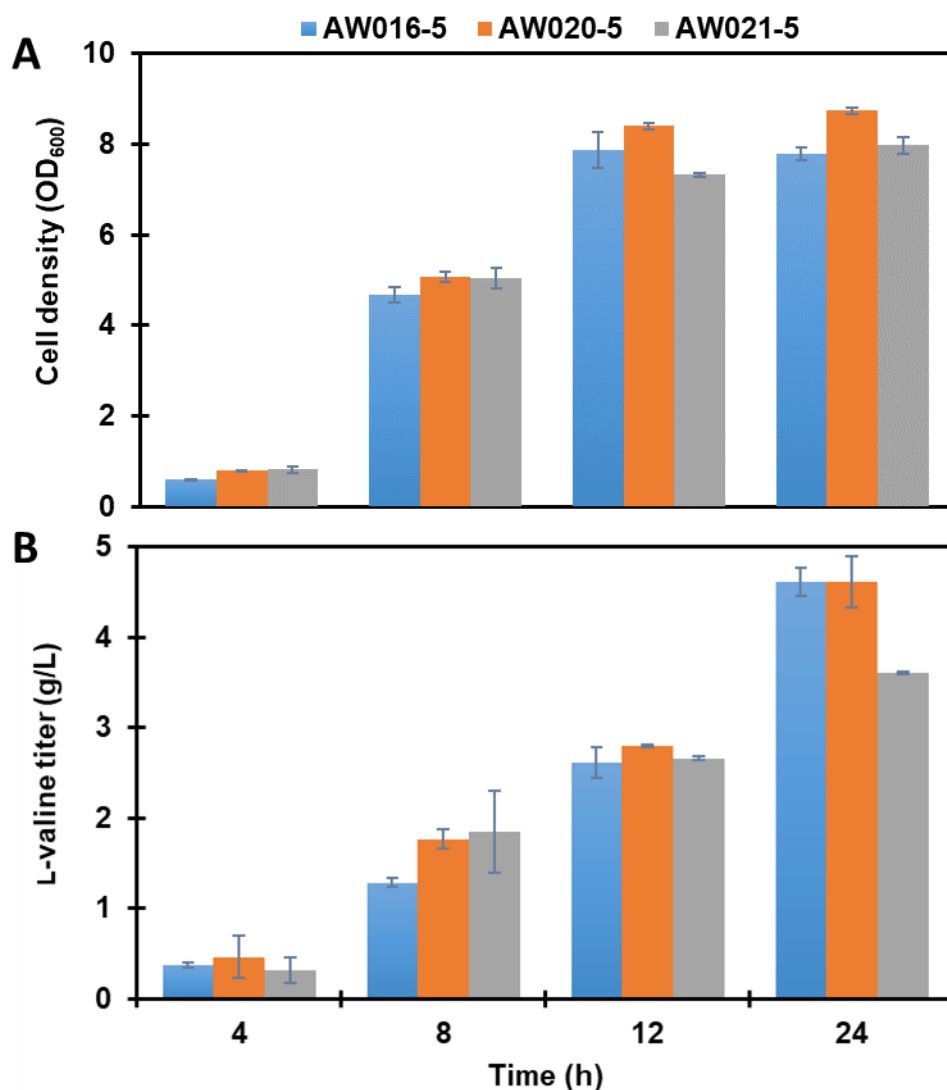 AW016-5 AW020-5 AW021-5
A
Cell density (OD600)
10
8
6
4
2
0
B
L-valine titer (g/L)
5
4
3
2
1
0
4 8 12 24
Time (h)